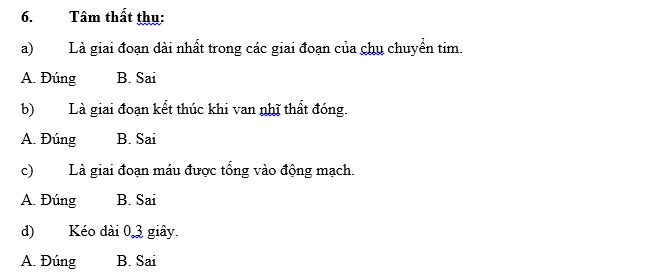 6. Tâm thất thu:
a) Là giai đoạn dài nhất trong các giai đoạn của chu chuyển tim.
A. Đúng B. Sai
b) Là giai đoạn kết thúc khi van nhĩ thất đóng.
A. Đúng B. Sai
c) Là giai đoạn máu được tống vào động mạch.
A. Đúng B. Sai
d) Kéo dài 0,3 giây.
A. Đúng B. Sai